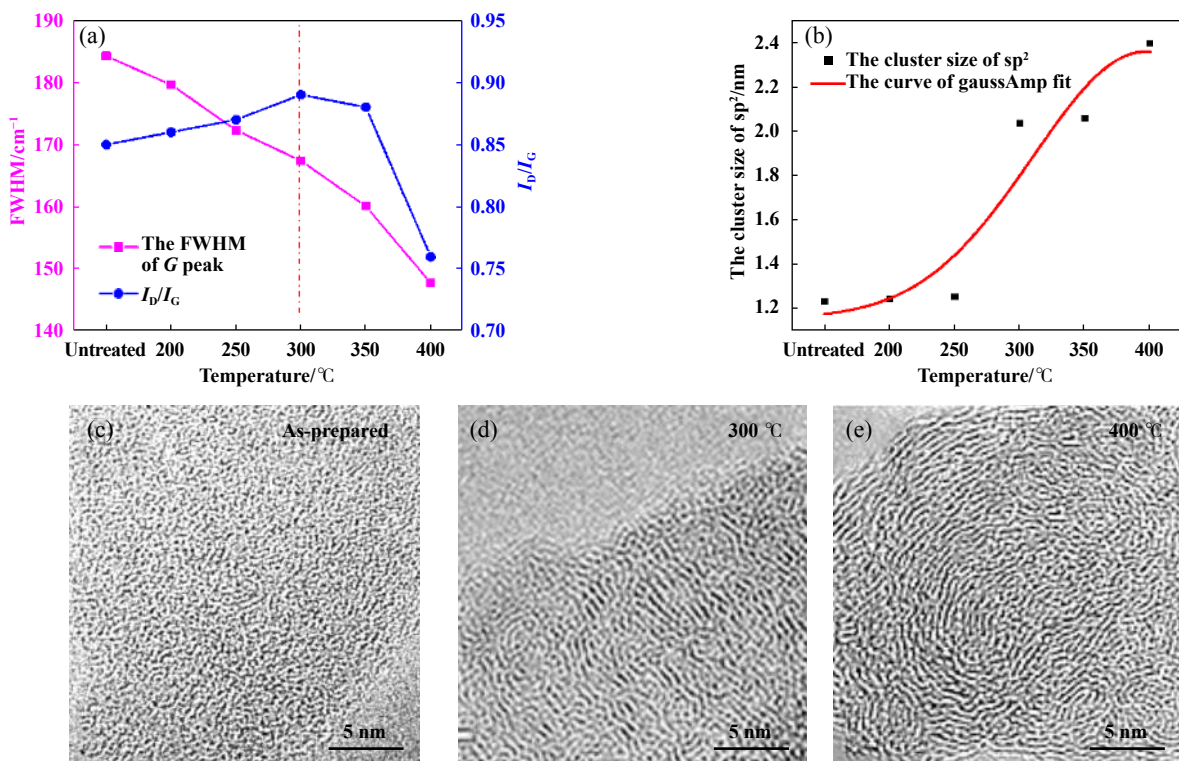 (a)
190
180
170
160
150
140
FWHM/cm⁻¹
0.95
0.90
0.85
0.80
0.75
0.70
I_D/I_G
The FWHM
of G peak
I_D/I_G
Untreated 200 250 300 350 400
Temperature/℃
(b)
2.4
2.2
2.0
1.8
1.6
1.4
1.2
The cluster size of sp²/nm
The cluster size of sp²
The curve of gaussAmp fit
Untreated 200 250 300 350 400
Temperature/℃
(c) As-prepared
5 nm
(d) 300 ℃
5 nm
(e) 400 ℃
5 nm